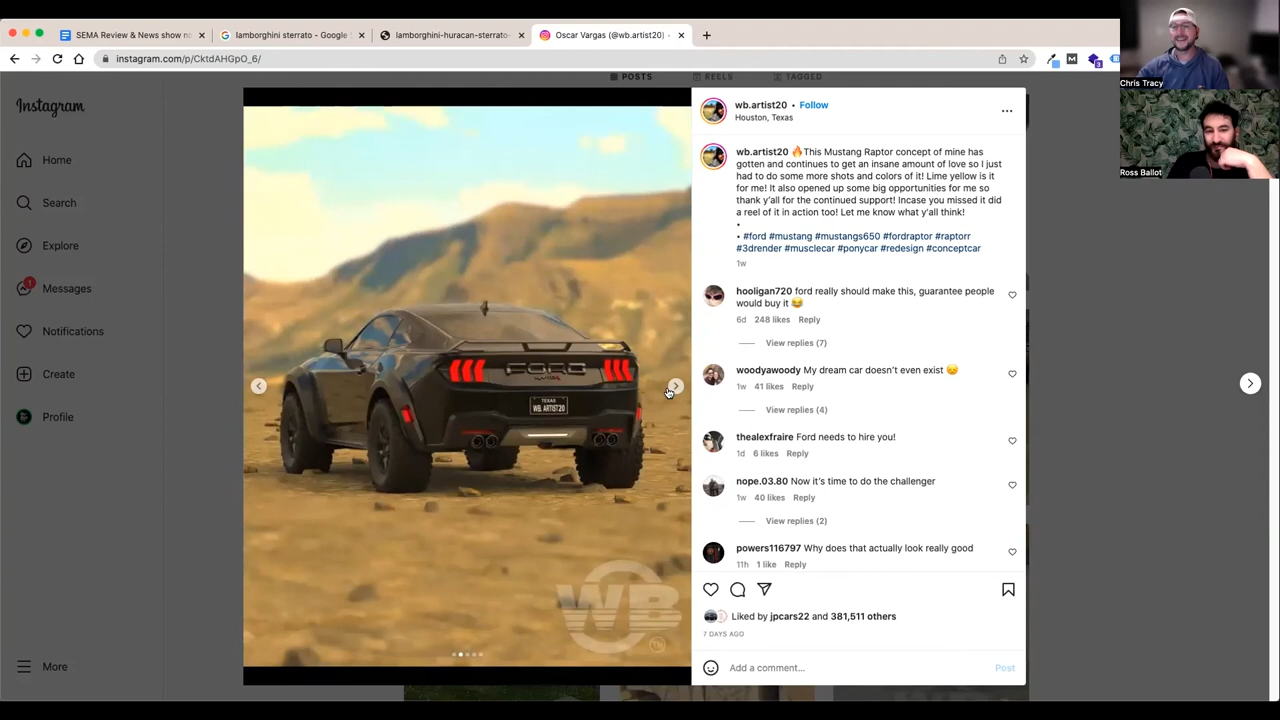 SEMA Review & News show no
lamborghini sterrato - Google S
lamborghini-huracan-sterrato-
Oscar Vargas (@wb.artist20)
instagram.com/p/CktdAHGpO_6/
Chris Tracy
Ross Ballot
POSTS
REELS
TAGGED
Instagram
Home
Search
Explore
1
Messages
Notifications
Create
Profile
More
FORD
TEXAS
WB. ARTIST20
WB
TM
wb.artist20 • Follow
Houston, Texas
wb.artist20 🔥This Mustang Raptor concept of mine has
gotten and continues to get an insane amount of love so I just
had to do some more shots and colors of it! Lime yellow is it
for me! It also opened up some big opportunities for me so
thank y'all for the continued support! Incase you missed it did
a reel of it in action too! Let me know what y'all think!
•
• #ford #mustang #mustangs650 #fordraptor #raptorr
#3drender #musclecar #ponycar #redesign #conceptcar
1w
hooligan720 ford really should make this, guarantee people
would buy it 😂
6d 248 likes Reply
View replies (7)
woodyawoody My dream car doesn't even exist 😞
1w 41 likes Reply
View replies (4)
thealexfraire Ford needs to hire you!
1d 6 likes Reply
nope.03.80 Now it's time to do the challenger
1w 40 likes Reply
View replies (2)
powers116797 Why does that actually look really good
11h 1 like Reply
Liked by jpcars22 and 381,511 others
7 DAYS AGO
Add a comment...
Post